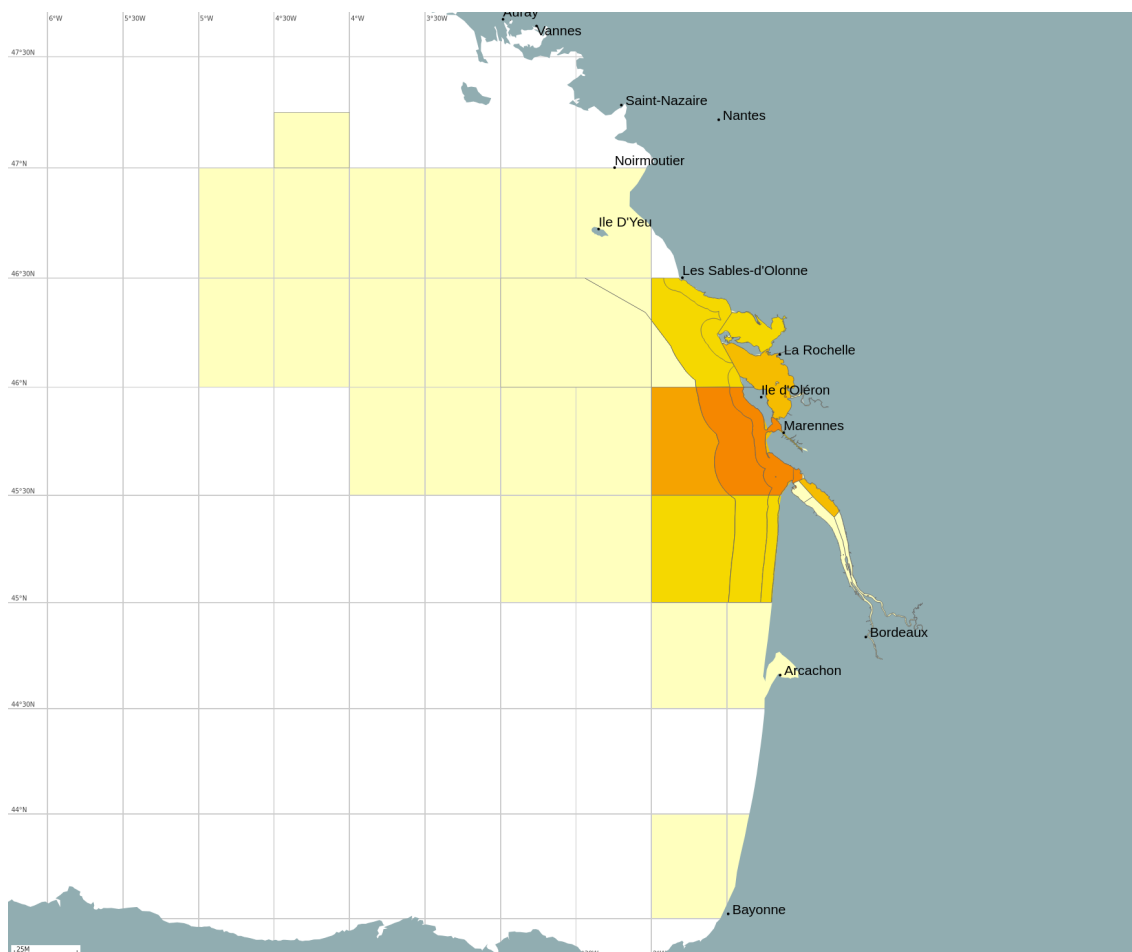 6°W
5°30W
5°W
4°30W
4°W
3°30W
Auray
Vannes
47°30N
Saint-Nazaire
Nantes
Noirmoutier
47°N
Ile D'Yeu
Les Sables-d'Olonne
46°30N
La Rochelle
46°N
Ile d'Oléron
Marennes
45°30N
45°N
Bordeaux
Arcachon
44°30N
44°N
Bayonne
25M